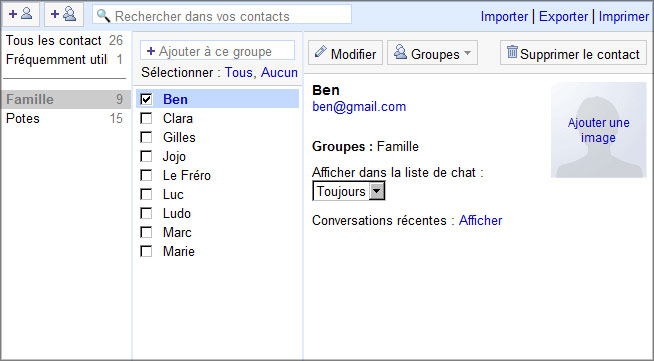 Rechercher dans vos contacts
Importer | Exporter | Imprimer
Tous les contact 26
Fréquemment util 1
Famille 9
Potes 15
Ajouter à ce groupe
Sélectionner : Tous, Aucun
Ben
Clara
Gilles
Jojo
Le Fréro
Luc
Ludo
Marc
Marie
Modifier
Groupes
Supprimer le contact
Ben
ben@gmail.com
Ajouter une
image
Groupes : Famille
Afficher dans la liste de chat :
Toujours
Conversations récentes : Afficher